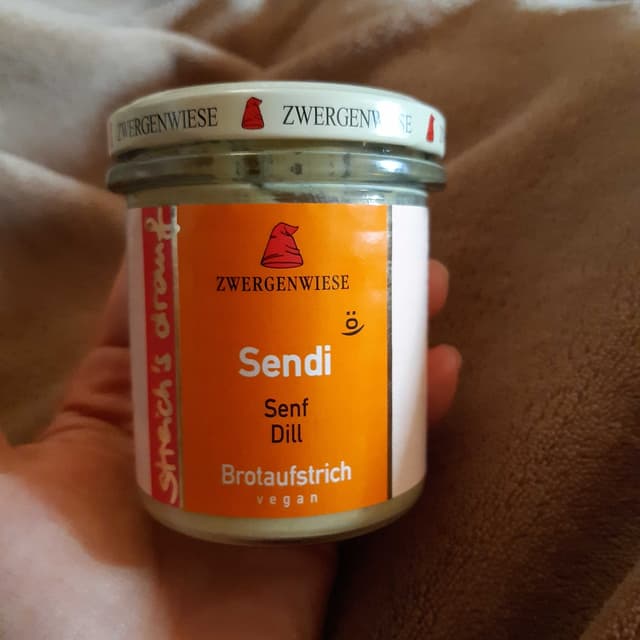 ZWERGENWIESE
ZWERGENWIESE
streich's drauf
ZWERGENWIESE
ö
Sendi
Senf
Dill
Brotaufstrich
vegan